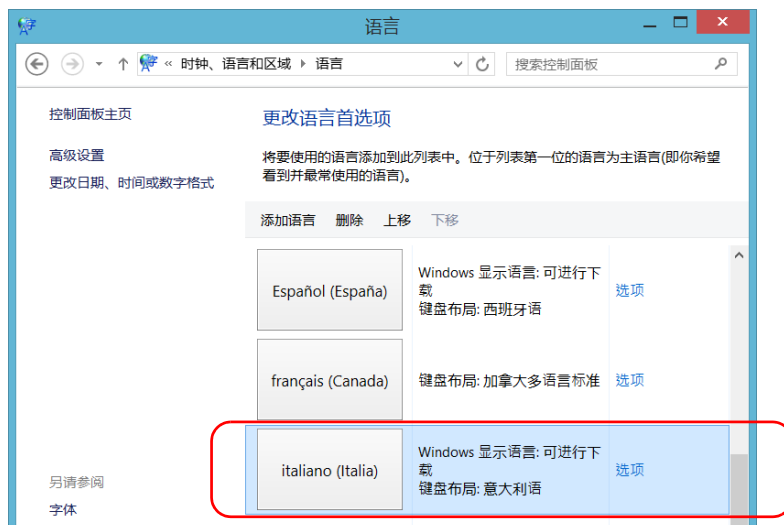 语言
« 时钟、语言和区域 ▸ 语言
搜索控制面板
控制面板主页
高级设置
更改日期、时间或数字格式
另请参阅
字体
更改语言首选项
将要使用的语言添加到此列表中。位于列表第一位的语言为主语言(即你希望
看到并最常使用的语言)。
添加语言 删除 上移 下移
Español (España)
Windows 显示语言: 可进行下
载
键盘布局: 西班牙语
选项
français (Canada)
键盘布局: 加拿大多语言标准
选项
italiano (Italia)
Windows 显示语言: 可进行下
载
键盘布局: 意大利语
选项